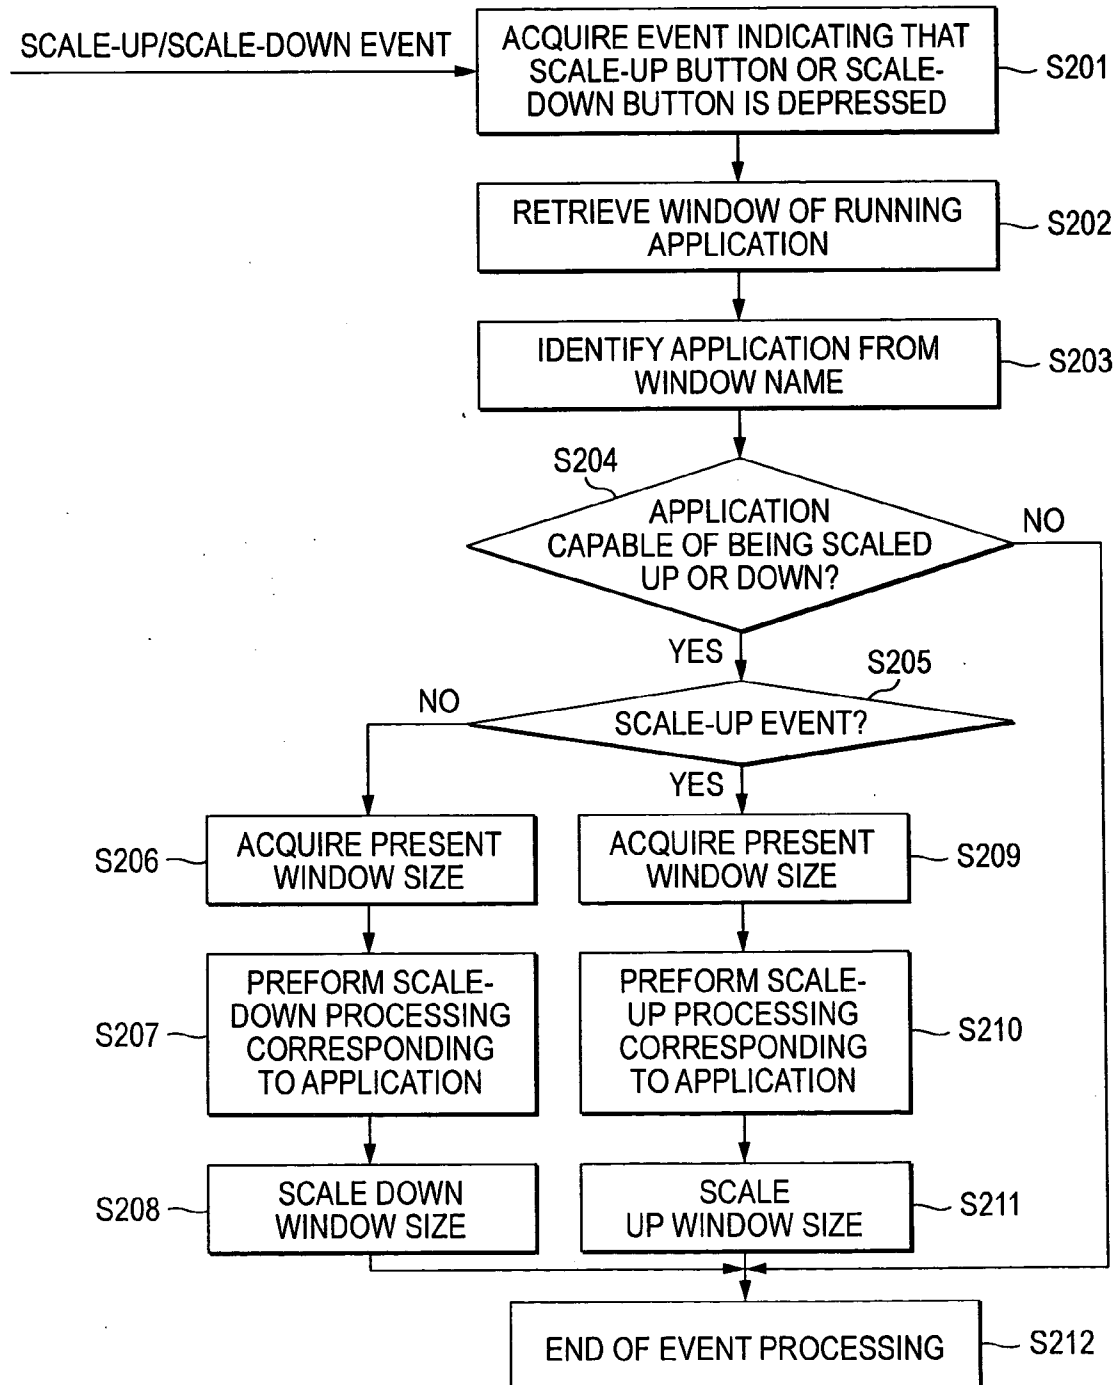 SCALE-UP/SCALE-DOWN EVENT
ACQUIRE EVENT INDICATING THAT
SCALE-UP BUTTON OR SCALE-
DOWN BUTTON IS DEPRESSED
S201
RETRIEVE WINDOW OF RUNNING
APPLICATION
S202
IDENTIFY APPLICATION FROM
WINDOW NAME
S203
S204
APPLICATION
CAPABLE OF BEING SCALED
UP OR DOWN?
NO
YES
S205
NO
SCALE-UP EVENT?
YES
S206
ACQUIRE PRESENT
WINDOW SIZE
ACQUIRE PRESENT
WINDOW SIZE
S209
S207
PREFORM SCALE-
DOWN PROCESSING
CORRESPONDING
TO APPLICATION
PREFORM SCALE-
UP PROCESSING
CORRESPONDING
TO APPLICATION
S210
S208
SCALE DOWN
WINDOW SIZE
SCALE
UP WINDOW SIZE
S211
END OF EVENT PROCESSING
S212